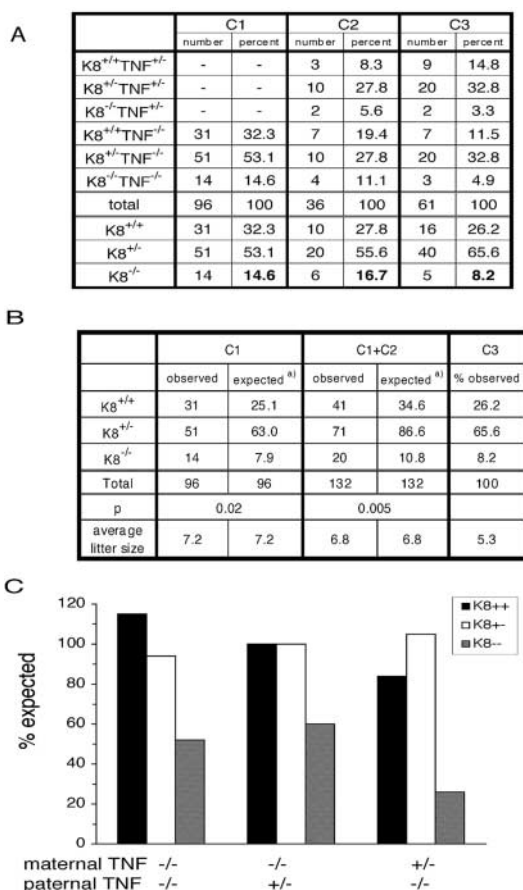 A
C1 C2 C3
number percent number percent number percent
K8+/+TNF+/- - - 3 8.3 9 14.8
K8+/-TNF+/- - - 10 27.8 20 32.8
K8-/-TNF+/- - - 2 5.6 2 3.3
K8+/+TNF-/- 31 32.3 7 19.4 7 11.5
K8+/-TNF-/- 51 53.1 10 27.8 20 32.8
K8-/-TNF-/- 14 14.6 4 11.1 3 4.9
total 96 100 36 100 61 100
K8+/+ 31 32.3 10 27.8 16 26.2
K8+/- 51 53.1 20 55.6 40 65.6
K8-/- 14 14.6 6 16.7 5 8.2
B
C1 C1+C2 C3
observed expected a) observed expected a) % observed
K8+/+ 31 25.1 41 34.6 26.2
K8+/- 51 63.0 71 86.6 65.6
K8-/- 14 7.9 20 10.8 8.2
Total 96 96 132 132 100
p 0.02 0.005
average litter size 7.2 7.2 6.8 6.8 5.3
C
120
100
80
60
40
20
0
% expected
K8++
K8+-
K8--
maternal TNF -/- -/- +/-
paternal TNF -/- +/- -/-